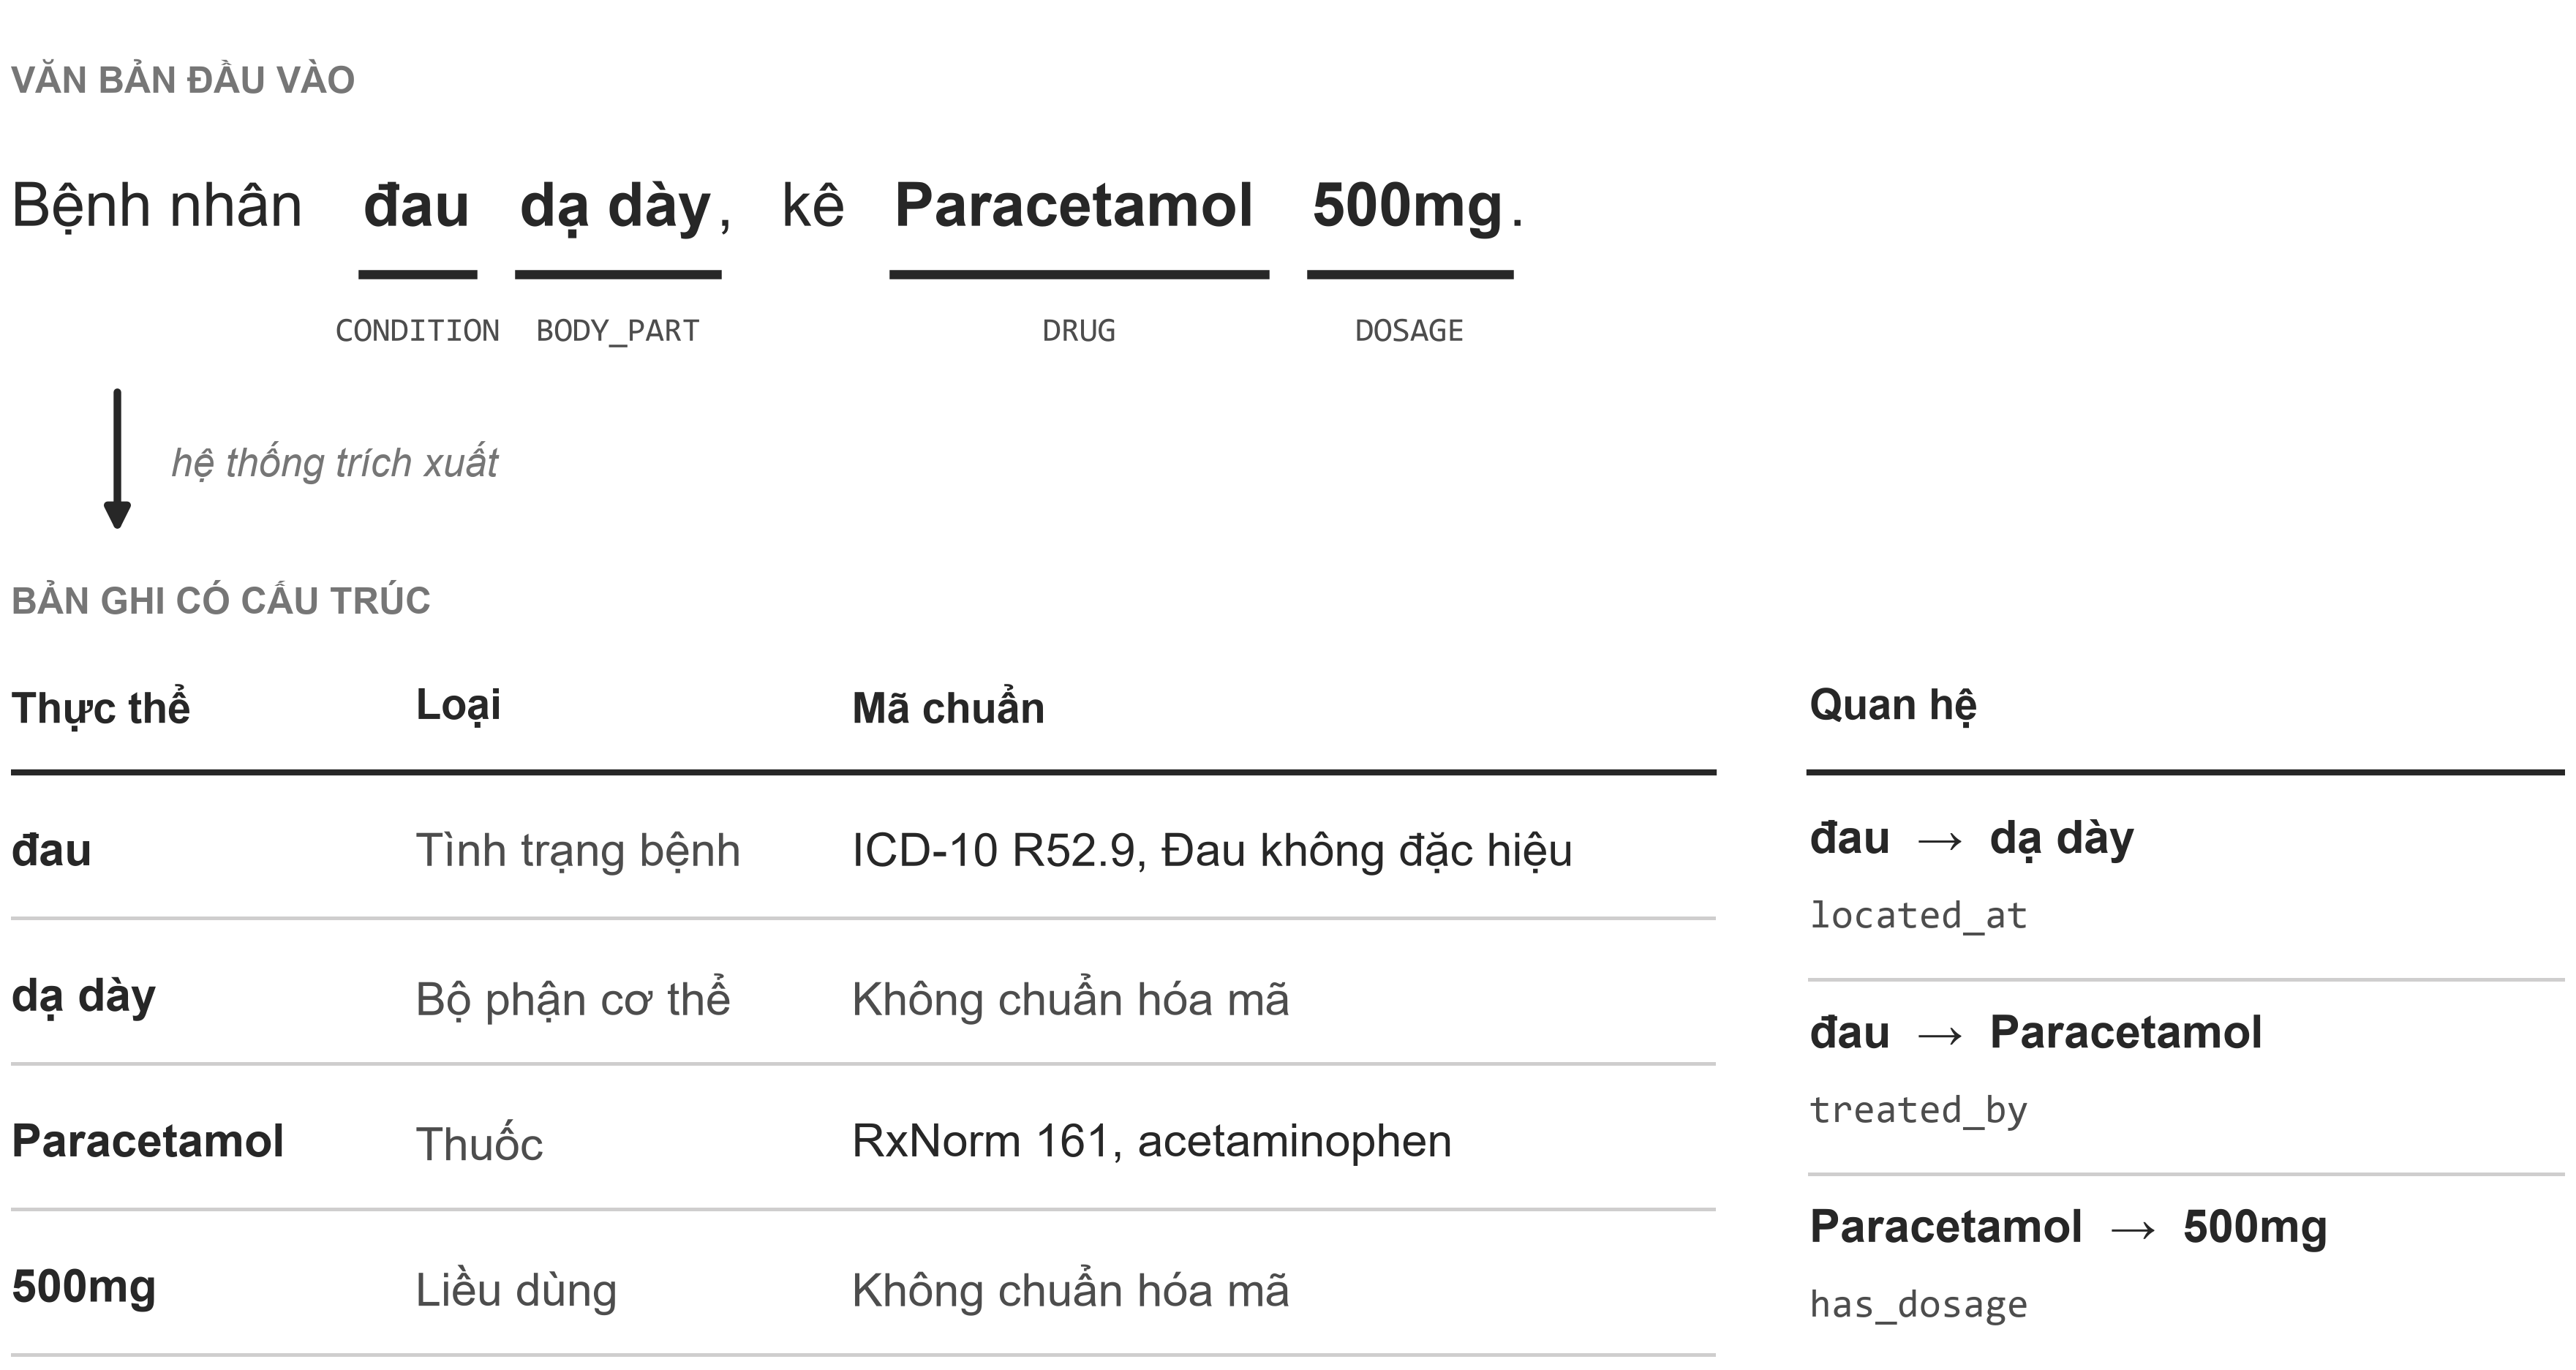 VĂN BẢN ĐẦU VÀO
Bệnh nhân đau dạ dày, kê Paracetamol 500mg.
CONDITION BODY_PART DRUG DOSAGE
hệ thống trích xuất
BẢN GHI CÓ CẤU TRÚC
Thực thể Loại Mã chuẩn
đau Tình trạng bệnh ICD-10 R52.9, Đau không đặc hiệu
dạ dày Bộ phận cơ thể Không chuẩn hóa mã
Paracetamol Thuốc RxNorm 161, acetaminophen
500mg Liều dùng Không chuẩn hóa mã
Quan hệ
đau → dạ dày
located_at
đau → Paracetamol
treated_by
Paracetamol → 500mg
has_dosage